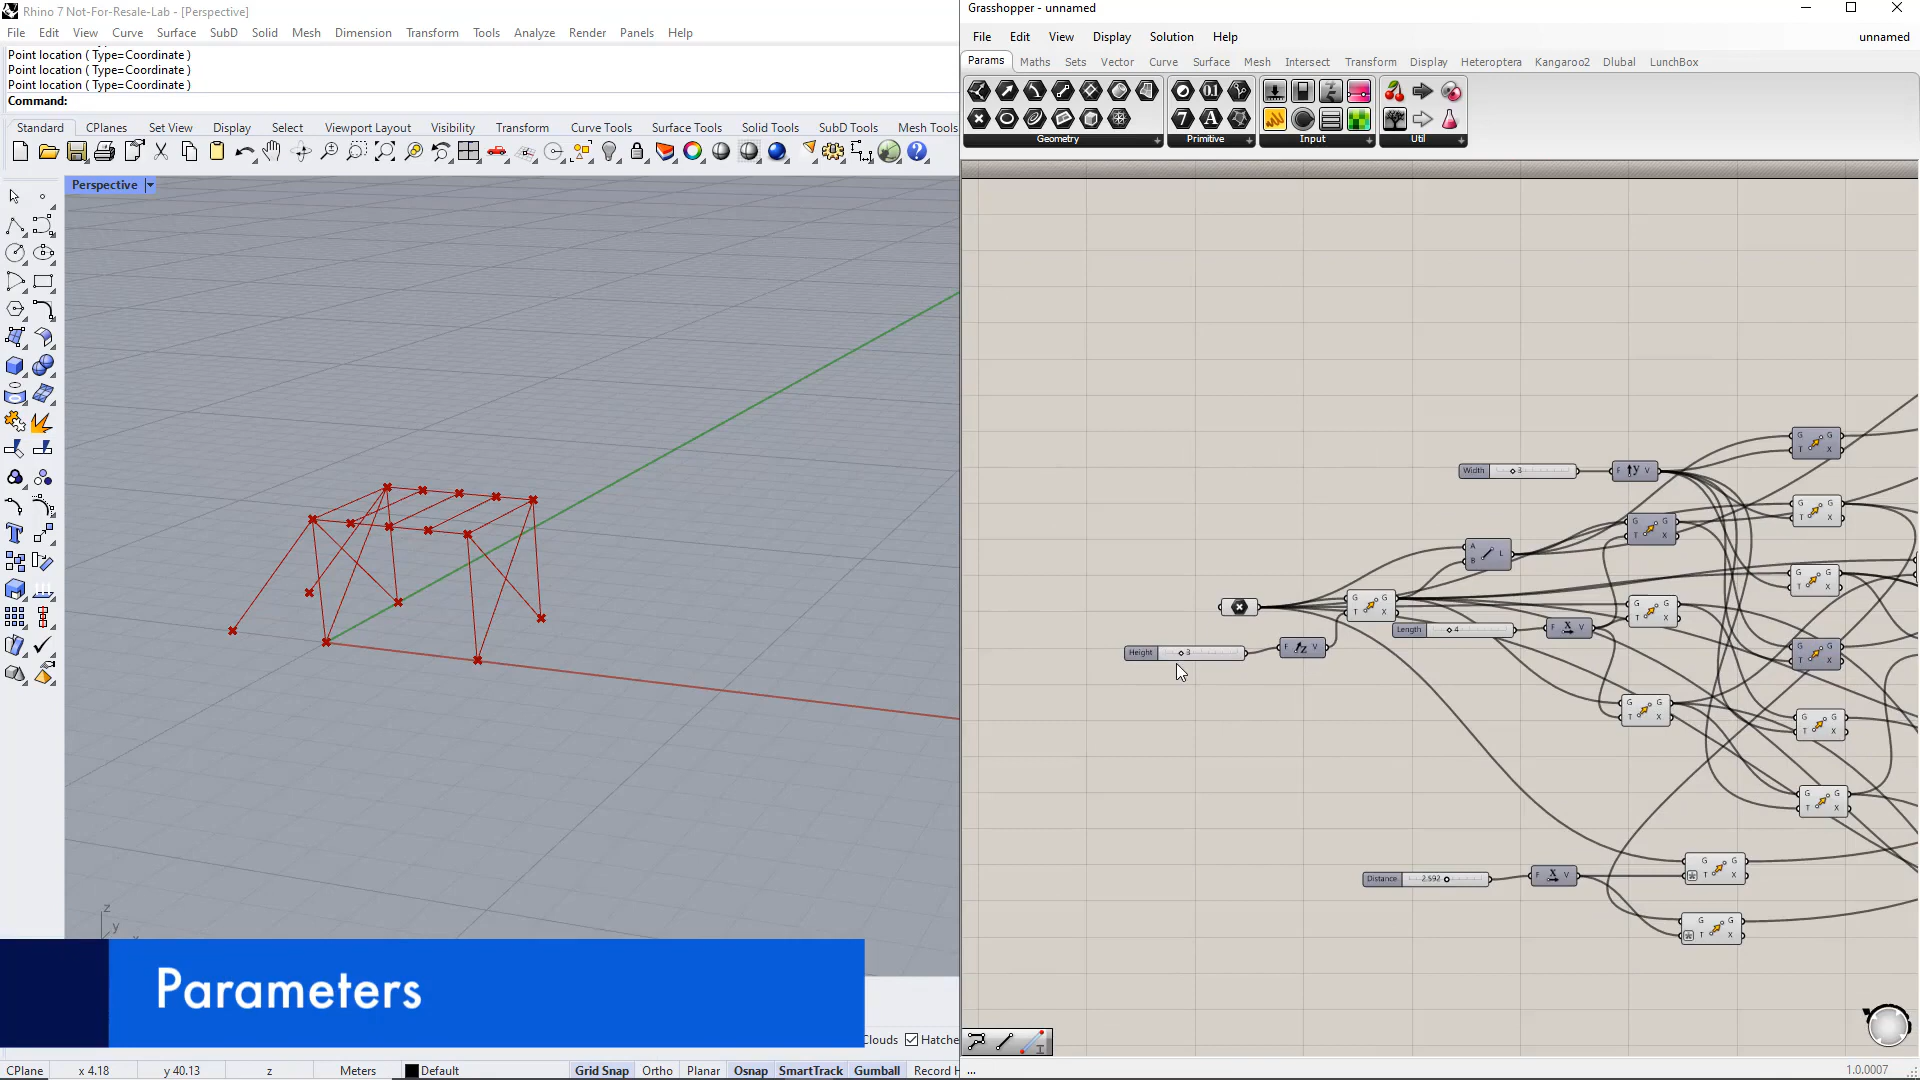 Rhino 7 Not-For-Resale-Lab - [Perspective]
File Edit View Curve Surface SubD Solid Mesh Dimension Transform Tools Analyze Render Panels Help
Point location ( Type=Coordinate )
Point location ( Type=Coordinate )
Point location ( Type=Coordinate )
Command:
Standard CPlanes Set View Display Select Viewport Layout Visibility Transform Curve Tools Surface Tools Solid Tools SubD Tools Mesh Tools
Perspective
z
y
Parameters
Clouds Hatche
CPlane x 4.18 y 40.13 z Meters Default Grid Snap Ortho Planar Osnap SmartTrack Gumball Record H
Grasshopper - unnamed
File Edit View Display Solution Help unnamed
Params Maths Sets Vector Curve Surface Mesh Intersect Transform Display Heteroptera Kangaroo2 Dlubal LunchBox
Geometry Primitive Input Util
Width 3
F y V
A
B L
Length 4
F X V
Height 3
F Z V
G G
T X
Distance 2.592
F X V
... 1.0.0007